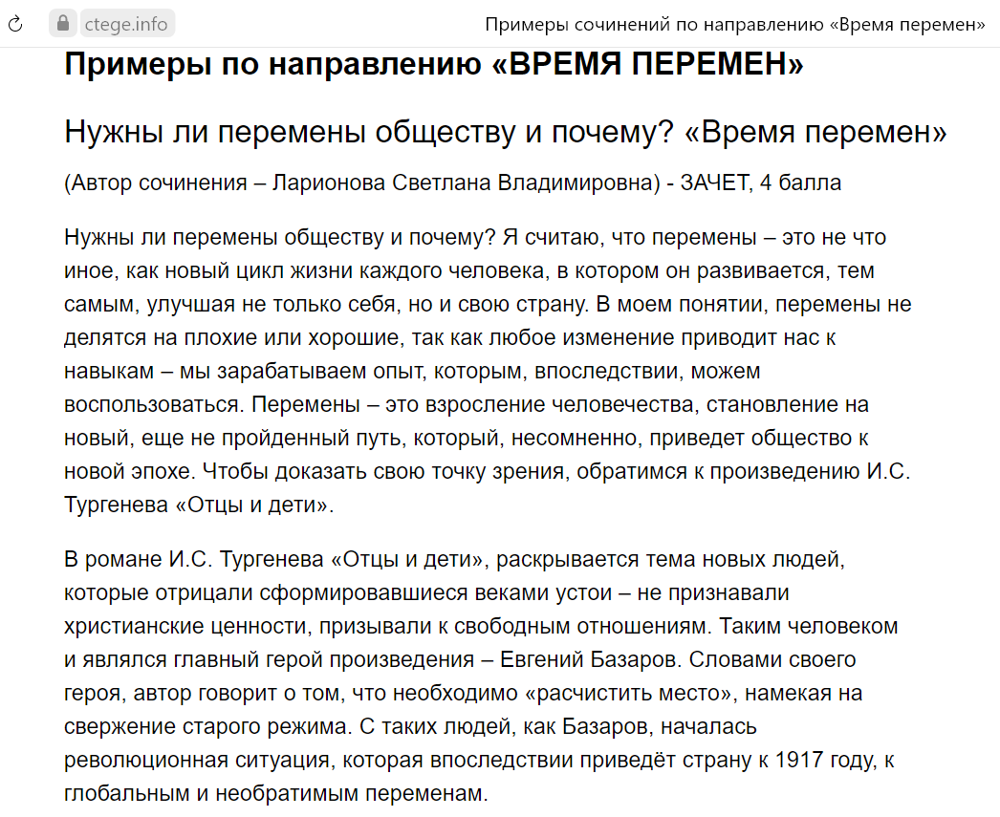 ctege.info Примеры сочинений по направлению «Время перемен»
Примеры по направлению «ВРЕМЯ ПЕРЕМЕН»
Нужны ли перемены обществу и почему? «Время перемен»
(Автор сочинения – Ларионова Светлана Владимировна) - ЗАЧЕТ, 4 балла
Нужны ли перемены обществу и почему? Я считаю, что перемены – это не что
иное, как новый цикл жизни каждого человека, в котором он развивается, тем
самым, улучшая не только себя, но и свою страну. В моем понятии, перемены не
делятся на плохие или хорошие, так как любое изменение приводит нас к
навыкам – мы зарабатываем опыт, которым, впоследствии, можем
воспользоваться. Перемены – это взросление человечества, становление на
новый, еще не пройденный путь, который, несомненно, приведет общество к
новой эпохе. Чтобы доказать свою точку зрения, обратимся к произведению И.С.
Тургенева «Отцы и дети».
В романе И.С. Тургенева «Отцы и дети», раскрывается тема новых людей,
которые отрицали сформировавшиеся веками устои – не признавали
христианские ценности, призывали к свободным отношениям. Таким человеком
и являлся главный герой произведения – Евгений Базаров. Словами своего
героя, автор говорит о том, что необходимо «расчистить место», намекая на
свержение старого режима. С таких людей, как Базаров, началась
революционная ситуация, которая впоследствии приведёт страну к 1917 году, к
глобальным и необратимым переменам.